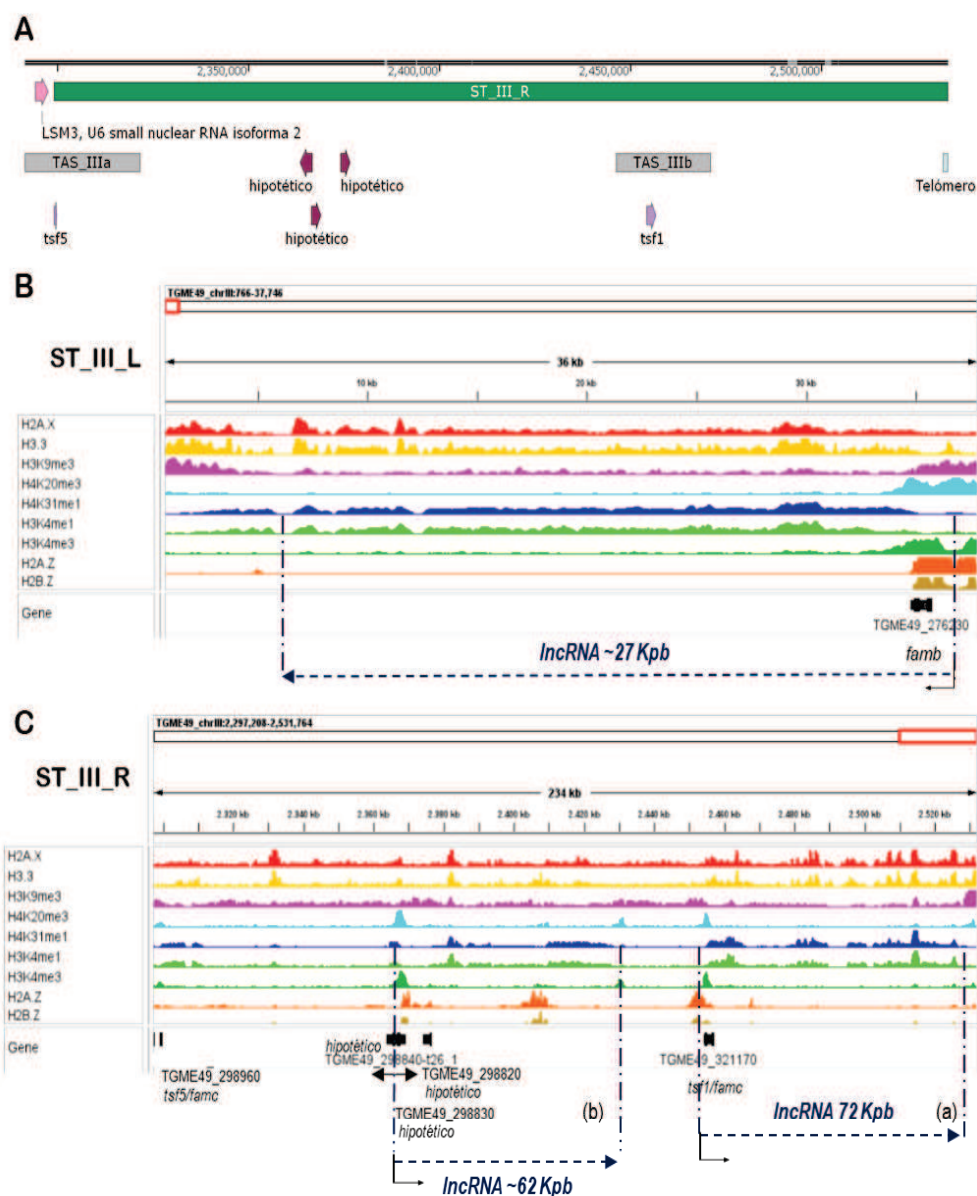 A
2,350,000 2,400,000 2,450,000 2,500,000
ST_III_R
LSM3, U6 small nuclear RNA isoforma 2
TAS_IIIa TAS_IIIb
hipotético hipotético Telómero
tsf5 hipotético tsf1
B
TGME49_chrIII:766-37,746
ST_III_L
36 kb
10 kb 20 kb 30 kb
H2A.X
H3.3
H3K9me3
H4K20me3
H4K31me1
H3K4me1
H3K4me3
H2A.Z
H2B.Z
Gene
TGME49_276230
lncRNA ~27 Kpb famb
C
TGME49_chrIII:2,297,208-2,531,764
ST_III_R
234 kb
2.320 kb 2.340 kb 2.360 kb 2.380 kb 2.400 kb 2.420 kb 2.440 kb 2.460 kb 2.480 kb 2.500 kb 2.520 kb
H2A.X
H3.3
H3K9me3
H4K20me3
H4K31me1
H3K4me1
H3K4me3
H2A.Z
H2B.Z
Gene
hipotético
TGME49_298840-t26_1 TGME49_321170
TGME49_298960 TGME49_298820 tsf1/famc
tsf5/famc hipotético
TGME49_298830 (b) lncRNA 72 Kpb (a)
hipotético
lncRNA ~62 Kpb